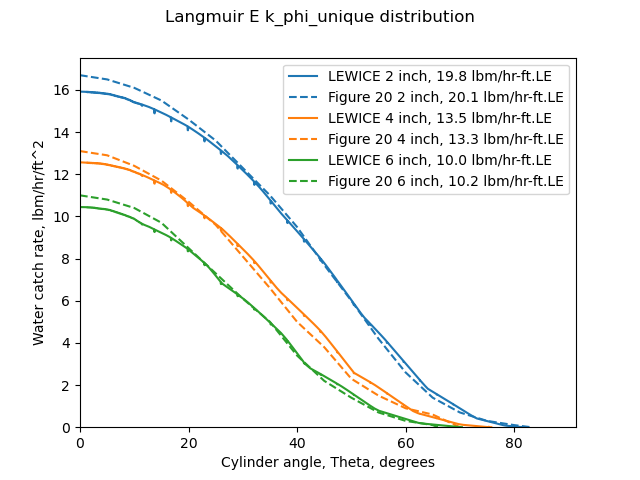 Langmuir E k_phi_unique distribution
LEWICE 2 inch, 19.8 lbm/hr-ft.LE
Figure 20 2 inch, 20.1 lbm/hr-ft.LE
LEWICE 4 inch, 13.5 lbm/hr-ft.LE
Figure 20 4 inch, 13.3 lbm/hr-ft.LE
LEWICE 6 inch, 10.0 lbm/hr-ft.LE
Figure 20 6 inch, 10.2 lbm/hr-ft.LE
Water catch rate, lbm/hr/ft^2
16
14
12
10
8
6
4
2
0
0 20 40 60 80
Cylinder angle, Theta, degrees